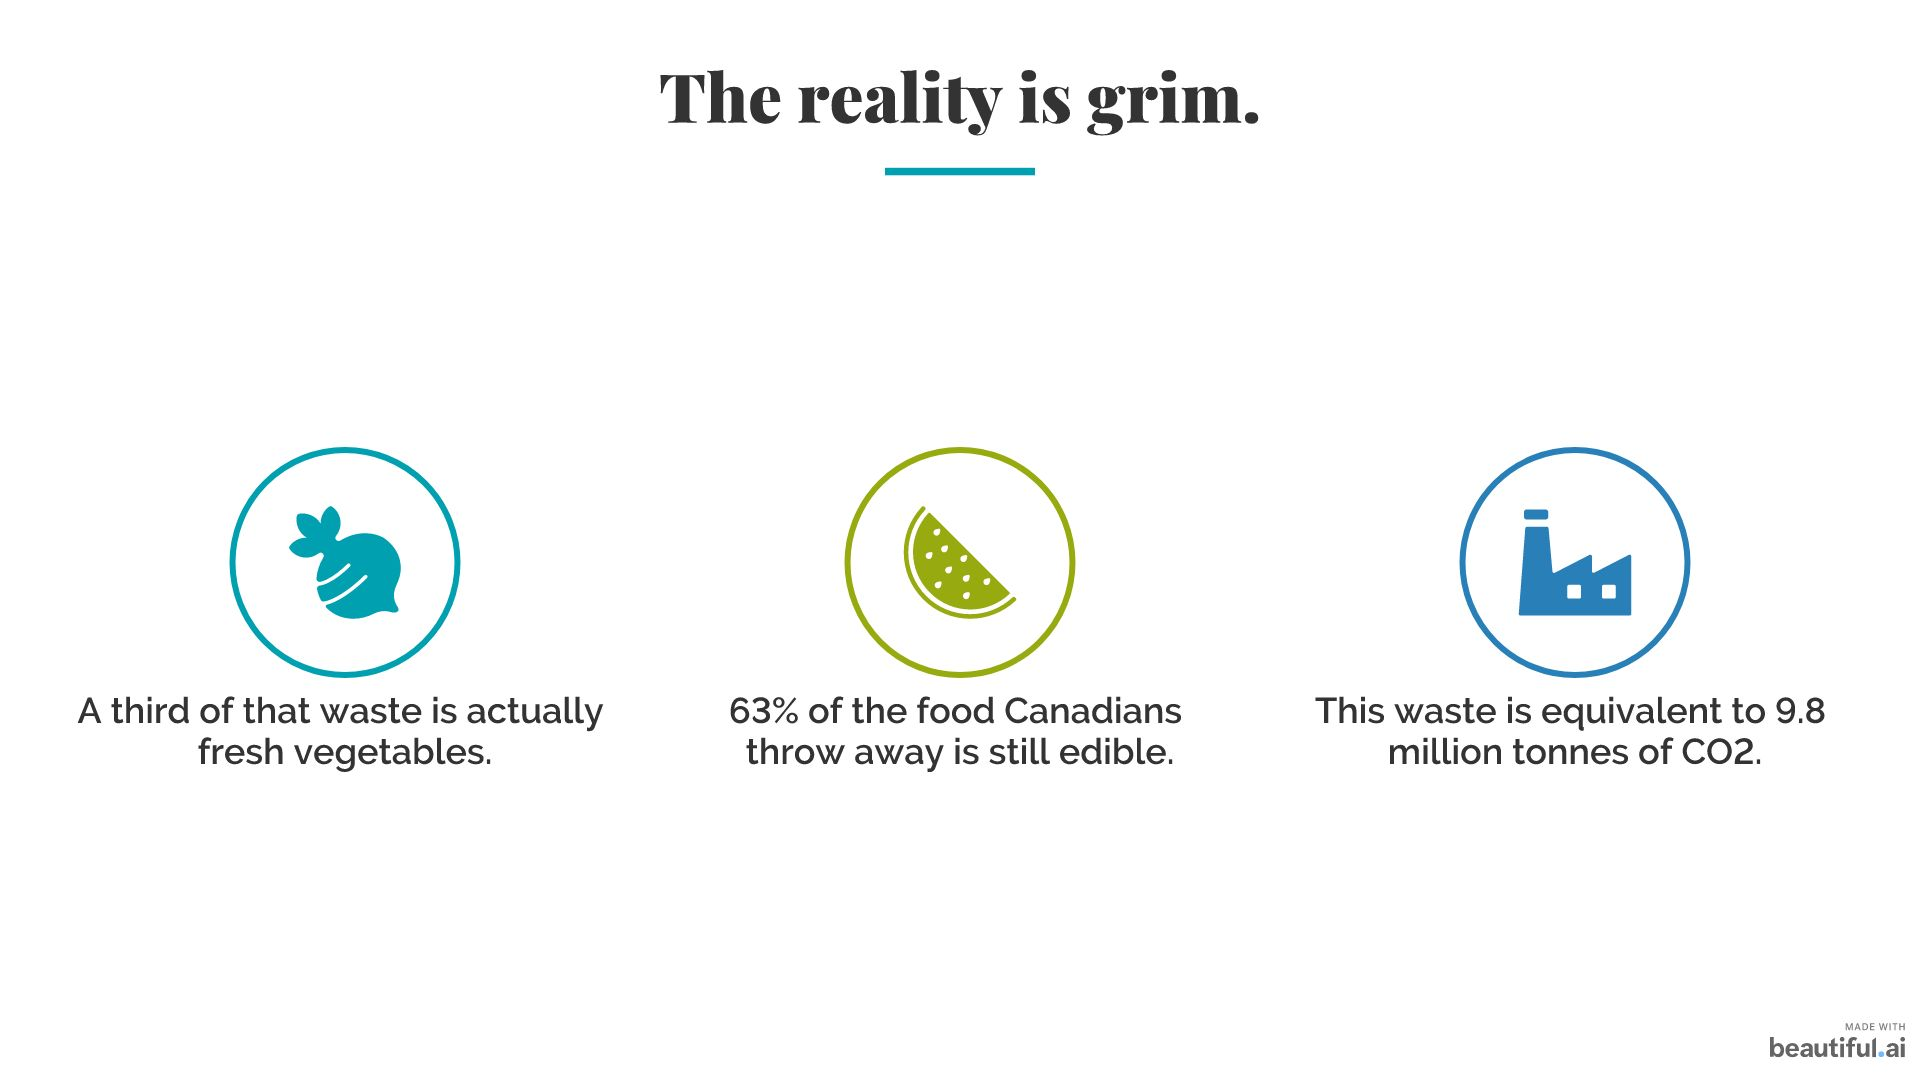 The reality is grim.
A third of that waste is actually
fresh vegetables.
63% of the food Canadians
throw away is still edible.
This waste is equivalent to 9.8
million tonnes of CO2.
MADE WITH
beautiful.ai